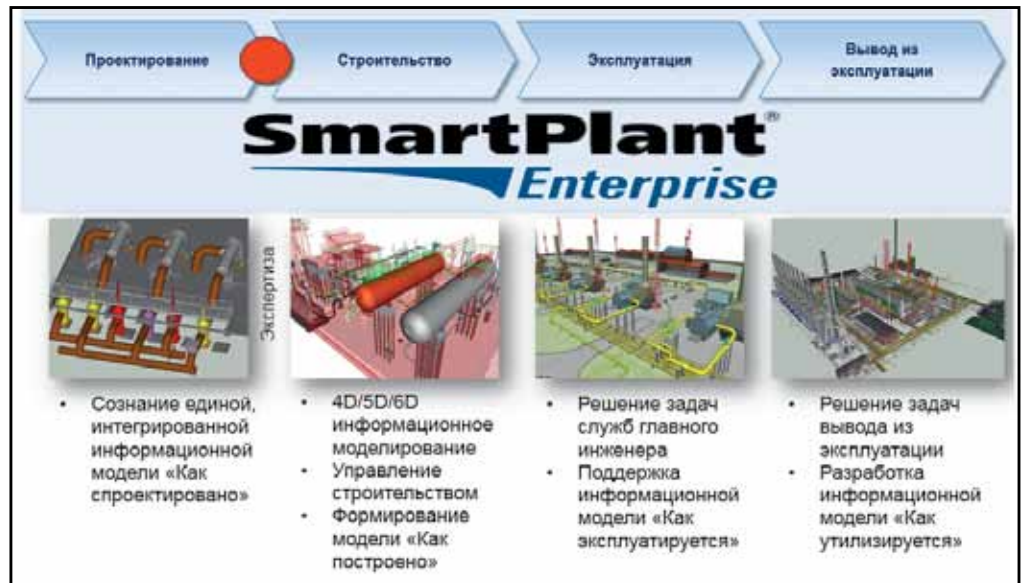 Проектирование
Строительство
Эксплуатация
Вывод из
эксплуатации
SmartPlant®
Enterprise
Экспертиза
• Сознание единой,
интегрированной
информационной
модели «Как
спроектировано»
• 4D/5D/6D
информационное
моделирование
• Управление
строительством
• Формирование
модели «Как
построено»
• Решение задач
служб главного
инженера
• Поддержка
информационной
модели «Как
эксплуатируется»
• Решение задач
вывода из
эксплуатации
• Разработка
информационной
модели «Как
утилизируется»